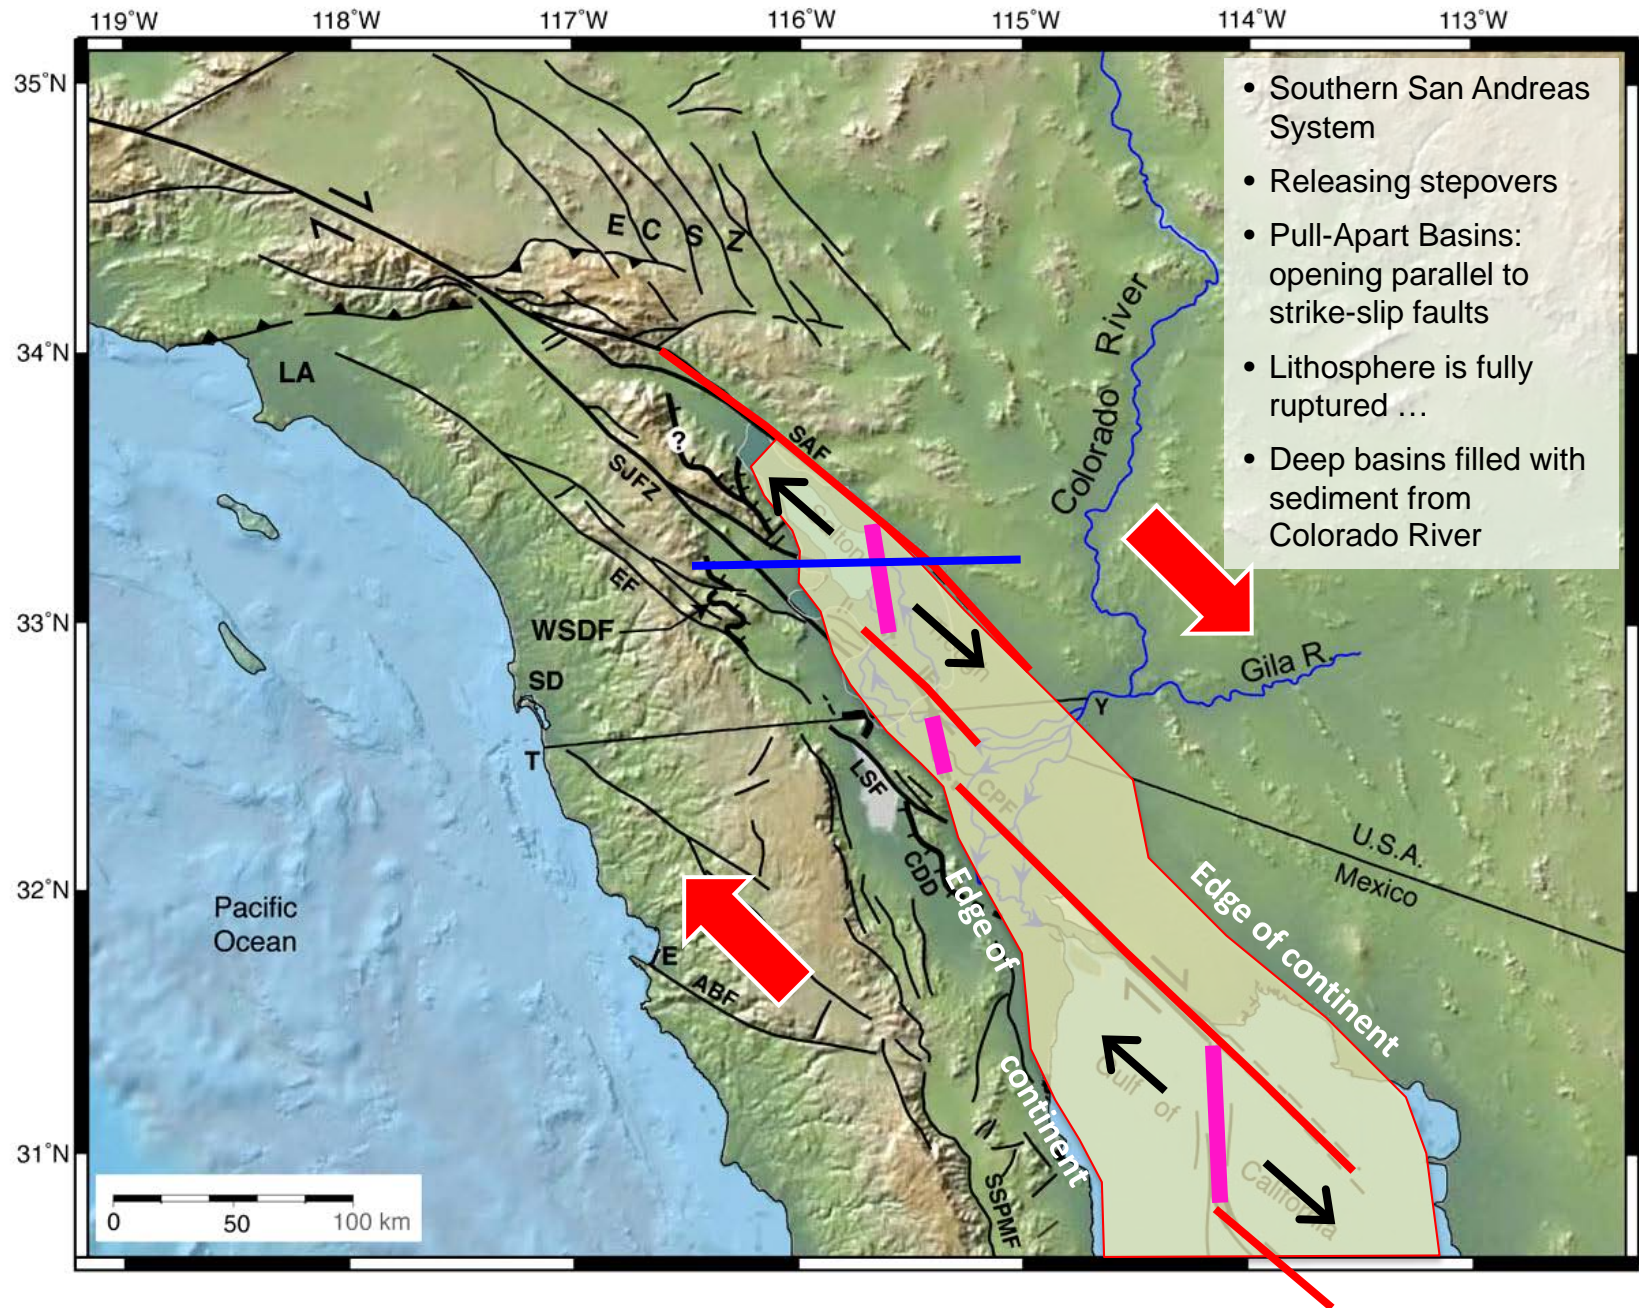 119°W 118°W 117°W 116°W 115°W 114°W 113°W
35°N
34°N
33°N
32°N
31°N
• Southern San Andreas
System
• Releasing stepovers
• Pull-Apart Basins:
opening parallel to
strike-slip faults
• Lithosphere is fully
ruptured …
• Deep basins filled with
sediment from
Colorado River
E C S Z
Colorado River
LA
?
SAF
SJFZ
EF
WSDF
SD
Gila R.
Y
T
LSF
CPF
U.S.A.
Mexico
CDD
Edge of
continent
Edge of continent
Pacific
Ocean
E
ABF
Gulf of
California
SSPMF
0 50 100 km